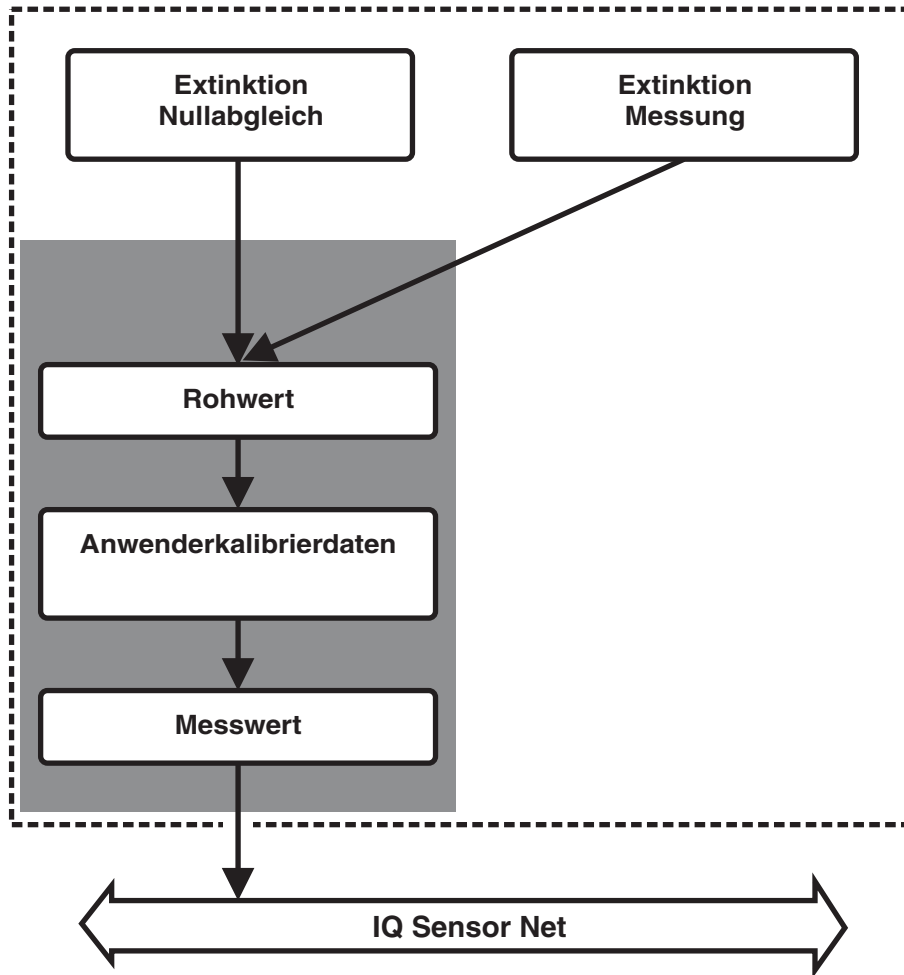 Extinktion
Nullabgleich
Extinktion
Messung
Rohwert
Anwenderkalibrierdaten
Messwert
IQ Sensor Net